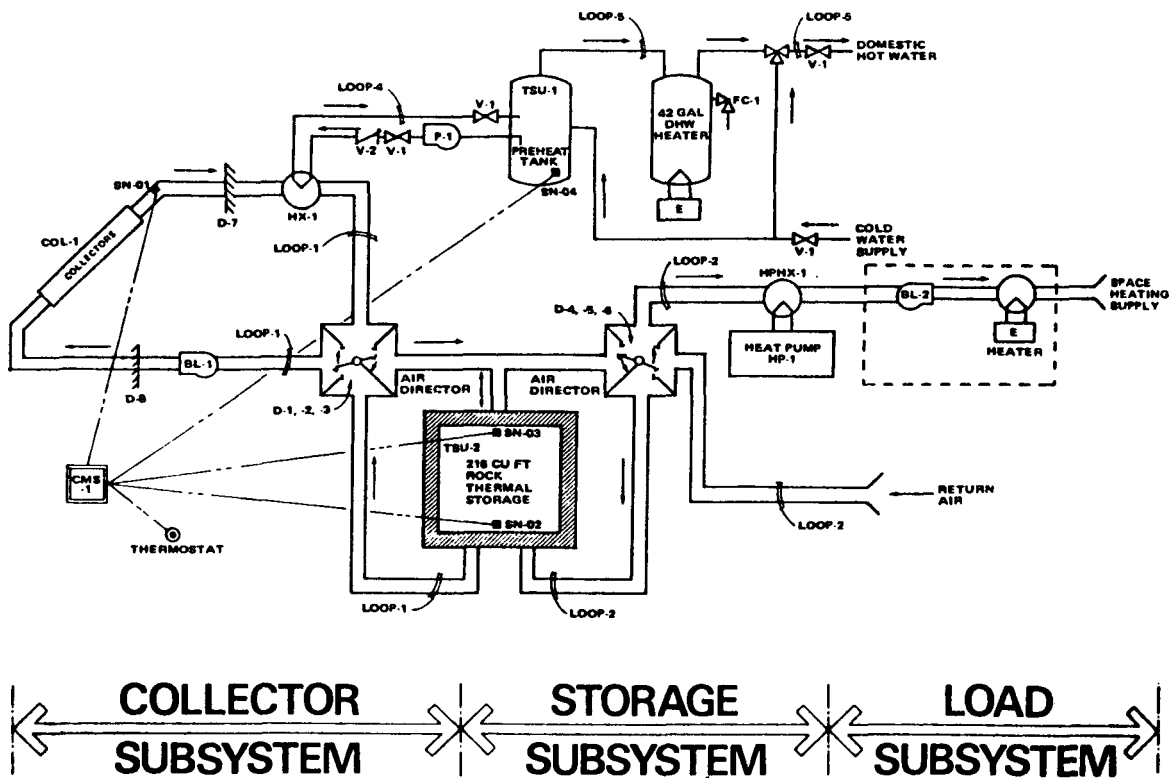 LOOP-5
LOOP-5
DOMESTIC
HOT WATER
V-1
TSU-1
LOOP-4
V-1
42 GAL
DHW
HEATER
FC-1
P-1
V-2
V-1
PREHEAT
TANK
SN-04
E
SN-01
D-7
HX-1
COL-1
COLLECTORS
LOOP-1
COLD
WATER
SUPPLY
V-1
LOOP-2
HPHX-1
BL-2
SPACE
HEATING
SUPPLY
D-4, -5, -6
LOOP-1
HEAT PUMP
HP-1
E
HEATER
BL-1
D-8
AIR
DIRECTOR
AIR
DIRECTOR
D-1, -2, -3
SN-03
TSU-2
216 CU FT
ROCK
THERMAL
STORAGE
SN-02
CMS
-1
THERMOSTAT
RETURN
AIR
LOOP-2
LOOP-1
LOOP-2
COLLECTOR
SUBSYSTEM
STORAGE
SUBSYSTEM
LOAD
SUBSYSTEM